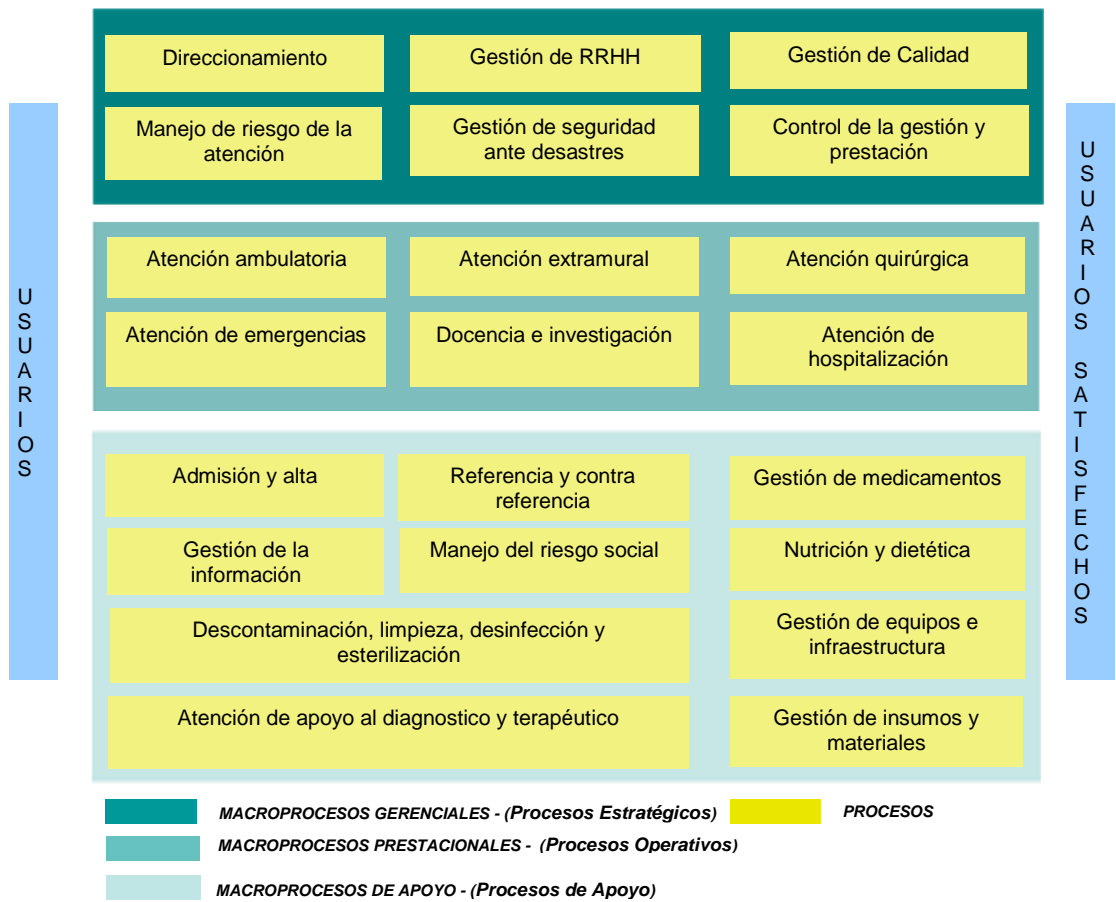 Direccionamiento
Gestión de RRHH
Gestión de Calidad
Manejo de riesgo de la
atención
Gestión de seguridad
ante desastres
Control de la gestión y
prestación
USUARIOS
Atención ambulatoria
Atención extramural
Atención quirúrgica
Atención de emergencias
Docencia e investigación
Atención de
hospitalización
Admisión y alta
Referencia y contra
referencia
Gestión de medicamentos
Gestión de la
información
Manejo del riesgo social
Nutrición y dietética
Descontaminación, limpieza, desinfección y
esterilización
Gestión de equipos e
infraestructura
Atención de apoyo al diagnostico y terapéutico
Gestión de insumos y
materiales
USUARIOS SATISFECHOS
MACROPROCESOS GERENCIALES - (Procesos Estratégicos)
PROCESOS
MACROPROCESOS PRESTACIONALES - (Procesos Operativos)
MACROPROCESOS DE APOYO - (Procesos de Apoyo)